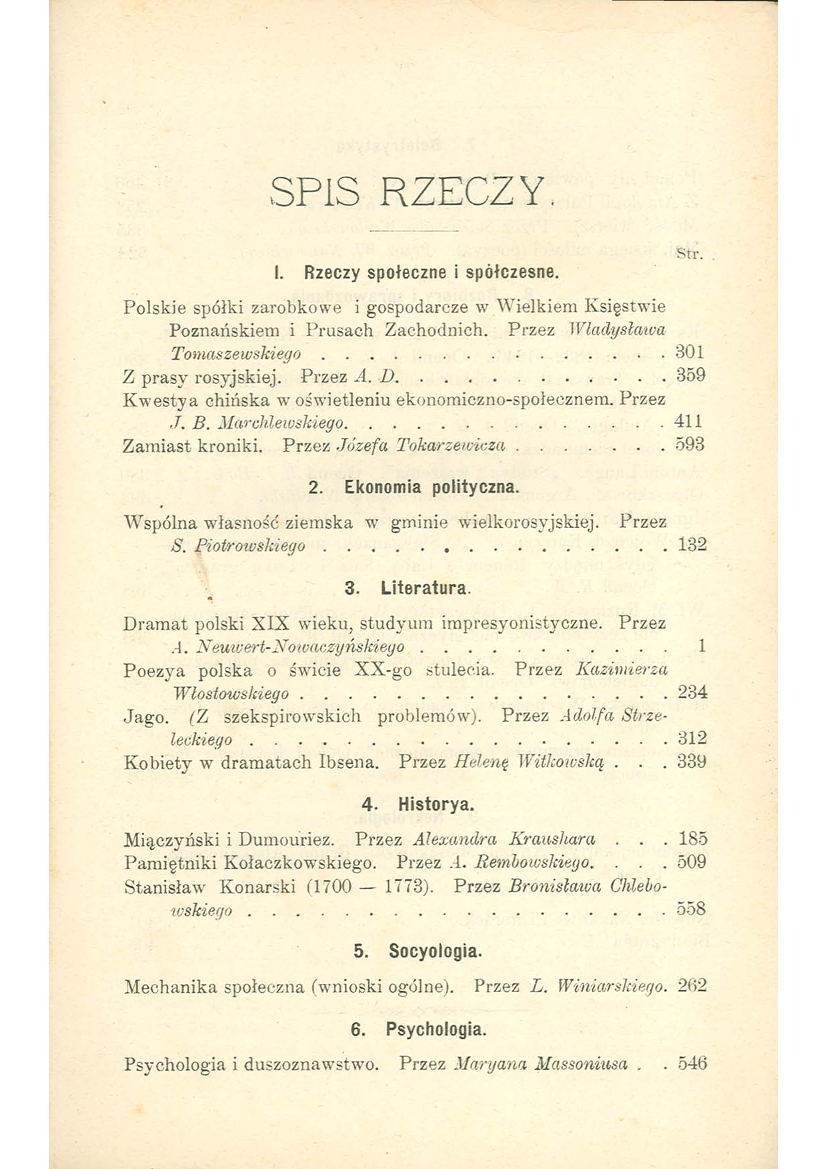 SPIS RZECZY.
Str.
I. Rzeczy społeczne i spółczesne.
Polskie spółki zarobkowe i gospodarcze w Wielkiem Księstwie
Poznańskiem i Prusach Zachodnich. Przez Władysława
Tomaszewskiego . . . . . . . . . . . . . . . 301
Z prasy rosyjskiej. Przez A. D. . . . . . . . . . . . 359
Kwestya chińska w oświetleniu ekonomiczno-społecznem. Przez
J. B. Marchlewskiego. . . . . . . . . . . . . . 411
Zamiast kroniki. Przez Józefa Tokarzewicza . . . . . . . 593
2. Ekonomia polityczna.
Wspólna własność ziemska w gminie wielkorosyjskiej. Przez
S. Piotrowskiego . . . . . . . . . . . . . . . 132
3. Literatura.
Dramat polski XIX wieku, studyum impresyonistyczne. Przez
A. Neuwert-Nowaczyńskiego . . . . . . . . . . . 1
Poezya polska o świcie XX-go stulecia. Przez Kazimierza
Włostowskiego . . . . . . . . . . . . . . . . 234
Jago. (Z szekspirowskich problemów). Przez Adolfa Strze-
leckiego . . . . . . . . . . . . . . . . . . 312
Kobiety w dramatach Ibsena. Przez Helenę Witkowską . . . 339
4. Historya.
Miączyński i Dumouriez. Przez Alexandra Kraushara . . . 185
Pamiętniki Kołaczkowskiego. Przez A. Rembowskiego. . . . 509
Stanisław Konarski (1700 — 1773). Przez Bronisława Chlebo-
wskiego . . . . . . . . . . . . . . . . . . 558
5. Socyologia.
Mechanika społeczna (wnioski ogólne). Przez L. Winiarskiego. 262
6. Psychologia.
Psychologia i duszoznawstwo. Przez Maryana Massoniusa . . 546